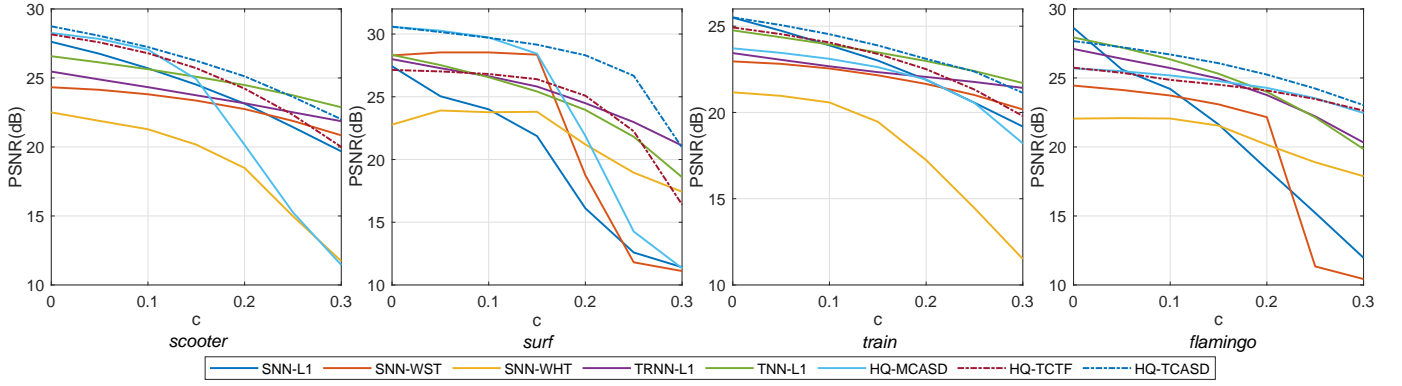 30
25
20
15
10
PSNR(dB)
0
0.1
0.2
0.3
c
scooter
30
25
20
15
10
PSNR(dB)
0
0.1
0.2
0.3
c
surf
25
20
15
10
PSNR(dB)
0
0.1
0.2
0.3
c
train
30
25
20
15
10
PSNR(dB)
0
0.1
0.2
0.3
c
flamingo
SNN-L1 SNN-WST SNN-WHT TRNN-L1 TNN-L1 HQ-MCASD HQ-TCTF HQ-TCASD